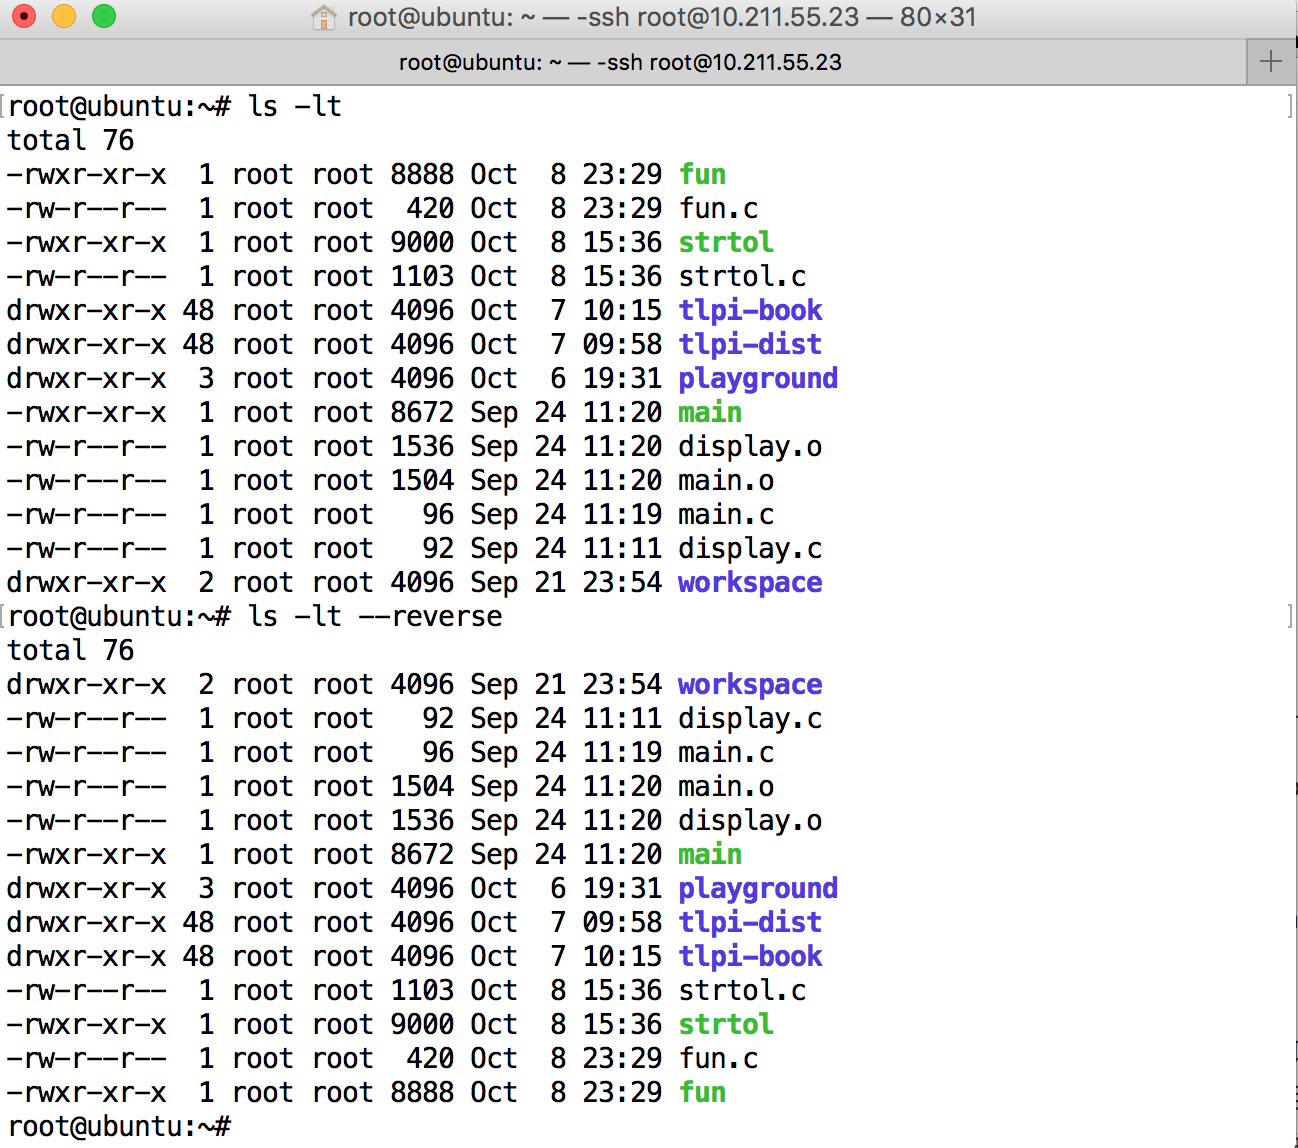 root@ubuntu: ~ — -ssh root@10.211.55.23 — 80×31
root@ubuntu: ~ — -ssh root@10.211.55.23
root@ubuntu:~# ls -lt
total 76
-rwxr-xr-x  1 root root 8888 Oct  8 23:29 fun
-rw-r--r--  1 root root  420 Oct  8 23:29 fun.c
-rwxr-xr-x  1 root root 9000 Oct  8 15:36 strtol
-rw-r--r--  1 root root 1103 Oct  8 15:36 strtol.c
drwxr-xr-x 48 root root 4096 Oct  7 10:15 tlpi-book
drwxr-xr-x 48 root root 4096 Oct  7 09:58 tlpi-dist
drwxr-xr-x  3 root root 4096 Oct  6 19:31 playground
-rwxr-xr-x  1 root root 8672 Sep 24 11:20 main
-rw-r--r--  1 root root 1536 Sep 24 11:20 display.o
-rw-r--r--  1 root root 1504 Sep 24 11:20 main.o
-rw-r--r--  1 root root   96 Sep 24 11:19 main.c
-rw-r--r--  1 root root   92 Sep 24 11:11 display.c
drwxr-xr-x  2 root root 4096 Sep 21 23:54 workspace
root@ubuntu:~# ls -lt --reverse
total 76
drwxr-xr-x  2 root root 4096 Sep 21 23:54 workspace
-rw-r--r--  1 root root   92 Sep 24 11:11 display.c
-rw-r--r--  1 root root   96 Sep 24 11:19 main.c
-rw-r--r--  1 root root 1504 Sep 24 11:20 main.o
-rw-r--r--  1 root root 1536 Sep 24 11:20 display.o
-rwxr-xr-x  1 root root 8672 Sep 24 11:20 main
drwxr-xr-x  3 root root 4096 Oct  6 19:31 playground
drwxr-xr-x 48 root root 4096 Oct  7 09:58 tlpi-dist
drwxr-xr-x 48 root root 4096 Oct  7 10:15 tlpi-book
-rw-r--r--  1 root root 1103 Oct  8 15:36 strtol.c
-rwxr-xr-x  1 root root 9000 Oct  8 15:36 strtol
-rw-r--r--  1 root root  420 Oct  8 23:29 fun.c
-rwxr-xr-x  1 root root 8888 Oct  8 23:29 fun
root@ubuntu:~#